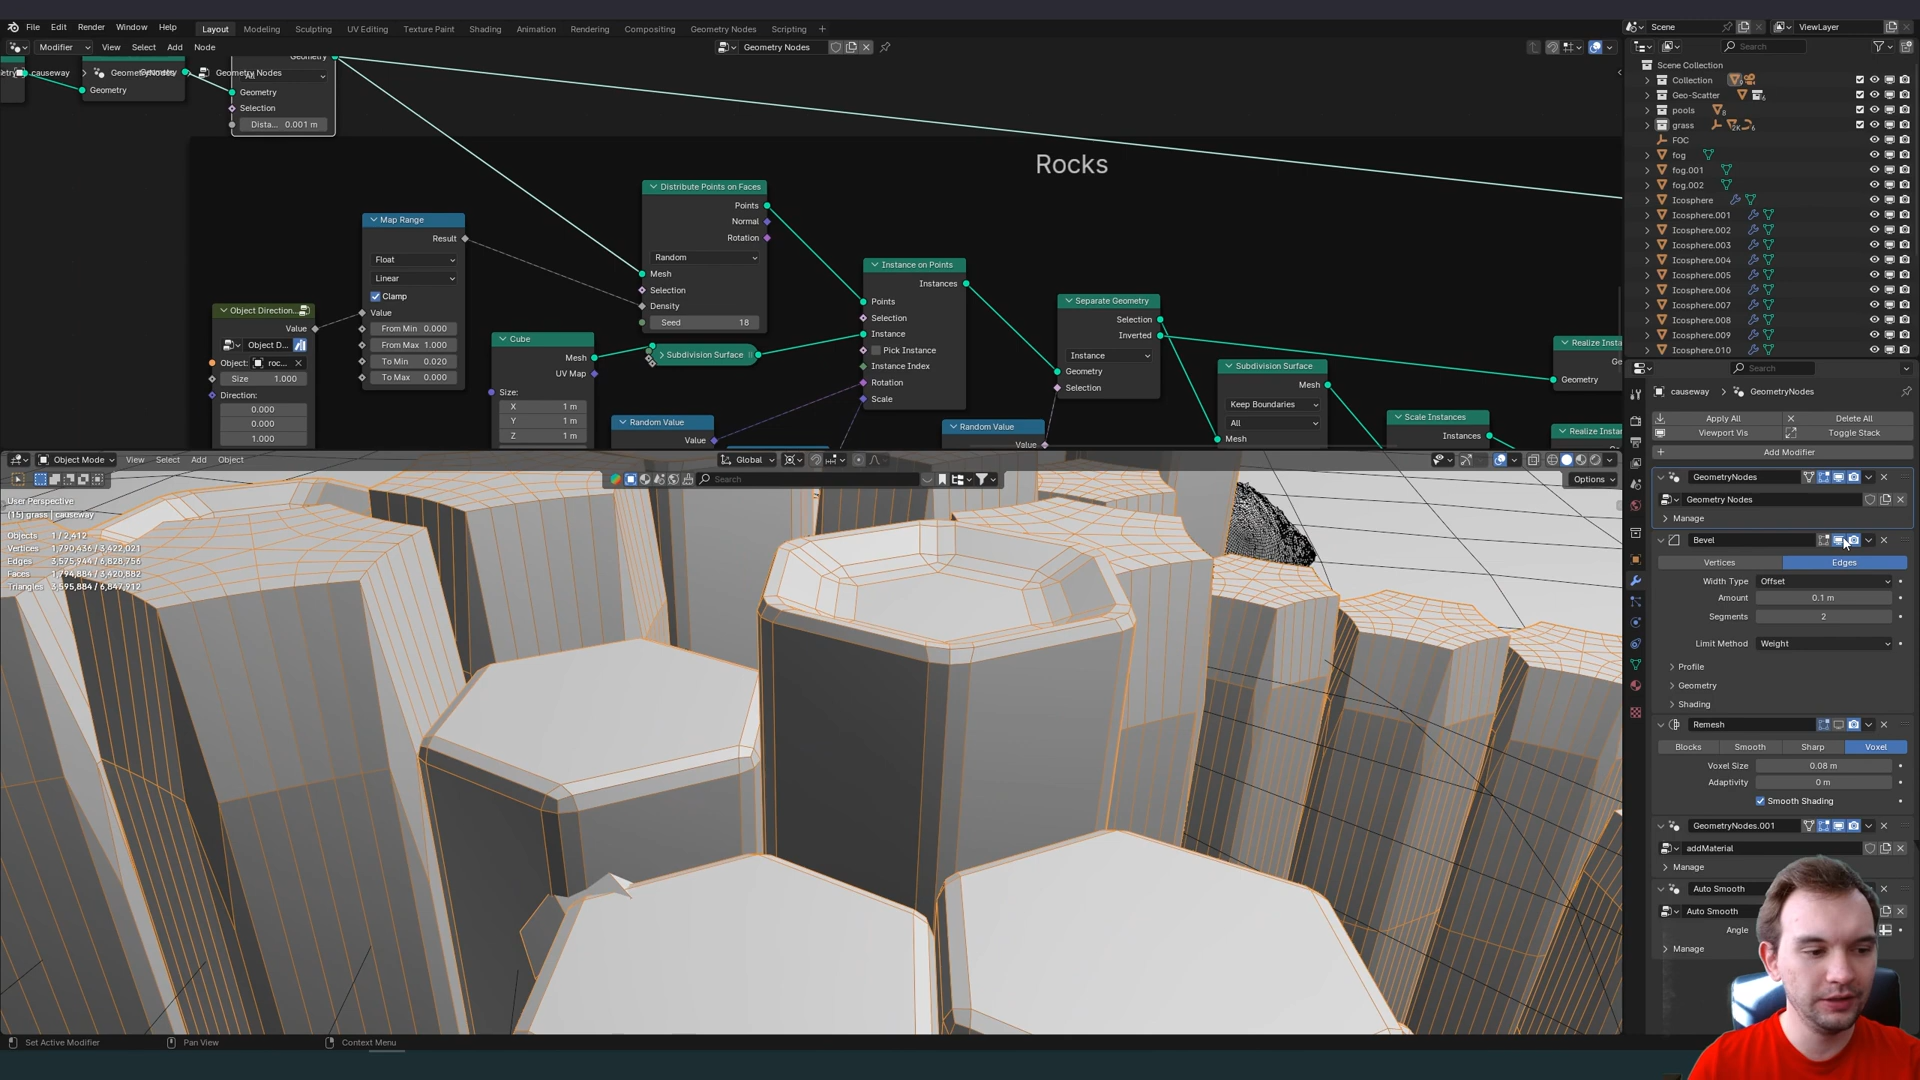 File Edit Render Window Help Layout Modeling Sculpting UV Editing Texture Paint Shading Animation Rendering Compositing Geometry Nodes Scripting + Scene ViewLayer
Modifier View Select Add Node Geometry Nodes Search
causeway GeometryNodes Geometry Nodes
Geometry
Geometry
Selection
Dista... 0.001 m
Rocks
Object Direction...
Value
Object D...
Object: roc...
Size 1.000
Direction:
0.000
0.000
1.000
Map Range
Result
Float
Linear
Clamp
Value
From Min 0.000
From Max 1.000
To Min 0.020
To Max 0.000
Cube
Mesh
UV Map
Size:
X 1 m
Y 1 m
Z 1 m
Distribute Points on Faces
Points
Normal
Rotation
Random
Mesh
Selection
Density
Seed 18
Subdivision Surface
Random Value
Value
Instance on Points
Instances
Points
Selection
Instance
Pick Instance
Instance Index
Rotation
Scale
Random Value
Value
Separate Geometry
Selection
Inverted
Instance
Geometry
Selection
Subdivision Surface
Mesh
Keep Boundaries
All
Mesh
Scale Instances
Instances
Realize Insta
Geometry
Realize Instan
Scene Collection
Collection
Geo-Scatter
pools
grass
FOC
fog
fog.001
fog.002
Icosphere
Icosphere.001
Icosphere.002
Icosphere.003
Icosphere.004
Icosphere.005
Icosphere.006
Icosphere.007
Icosphere.008
Icosphere.009
Icosphere.010
Search
causeway GeometryNodes
Apply All Delete All
Viewport Vis Toggle Stack
Add Modifier
GeometryNodes
Geometry Nodes
Manage
Bevel
Vertices Edges
Width Type Offset
Amount 0.1 m
Segments 2
Limit Method Weight
Profile
Geometry
Shading
Remesh
Blocks Smooth Sharp Voxel
Voxel Size 0.08 m
Adaptivity 0 m
Smooth Shading
GeometryNodes.001
addMaterial
Manage
Auto Smooth
Auto Smooth
Angle
Manage
Object Mode View Select Add Object Global
Search Options
User Perspective
(15) grass | causeway
Objects 1 / 2,412
Vertices 1,790,436 / 3,422,021
Edges 3,575,944 / 6,828,756
Faces 1,794,884 / 3,420,882
Triangles 3,595,884 / 6,847,912
Set Active Modifier Pan View Context Menu